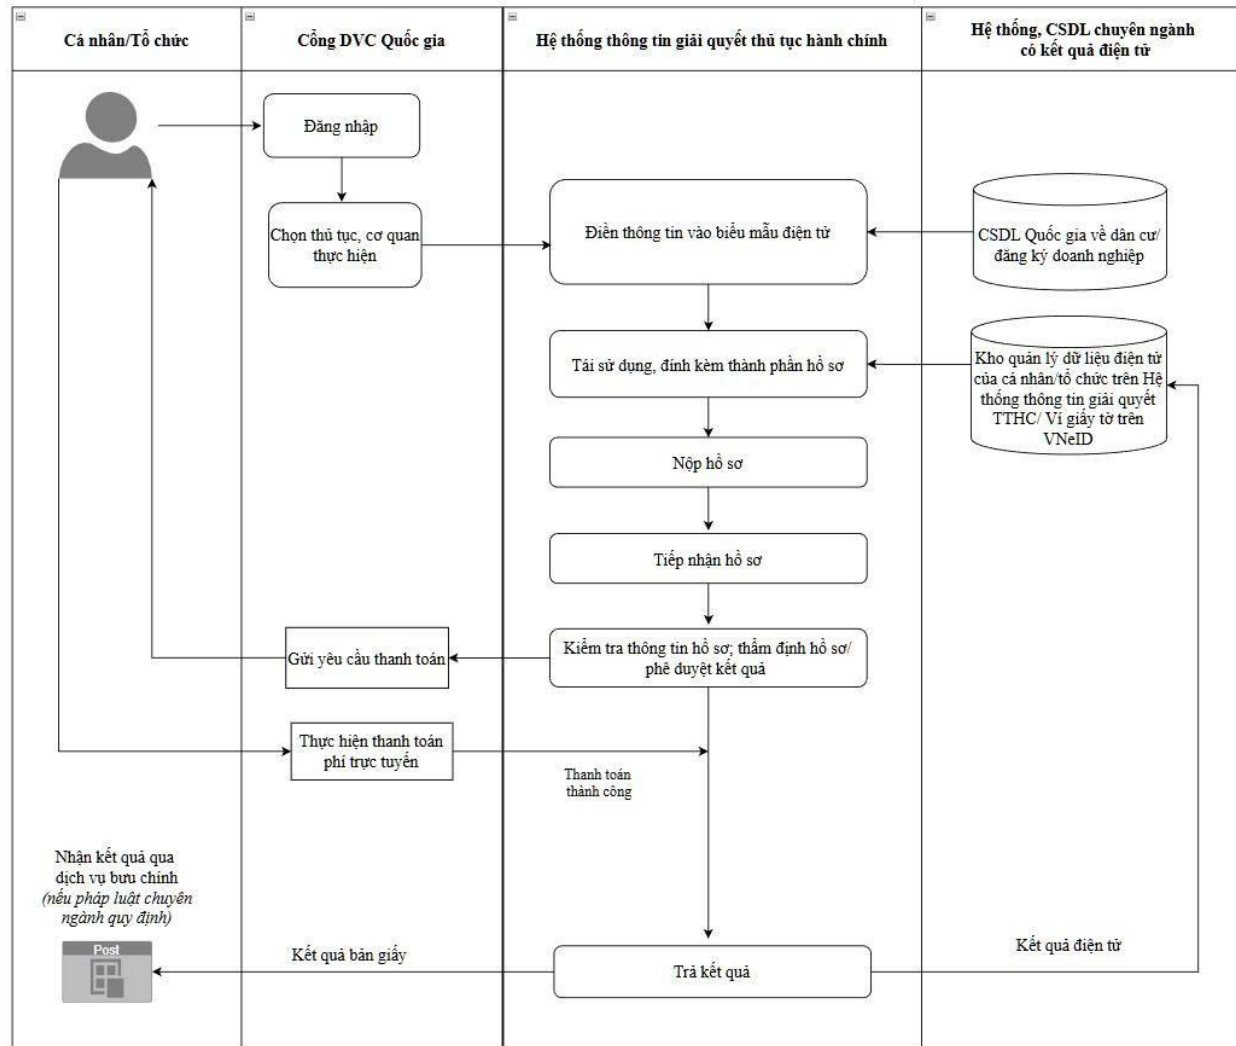 Cá nhân/Tổ chức
Cổng DVC Quốc gia
Hệ thống thông tin giải quyết thủ tục hành chính
Hệ thống, CSDL chuyên ngành
có kết quả điện tử
Đăng nhập
Chọn thủ tục, cơ quan
thực hiện
Điền thông tin vào biểu mẫu điện tử
CSDL Quốc gia về dân cư/
đăng ký doanh nghiệp
Tái sử dụng, đính kèm thành phần hồ sơ
Kho quản lý dữ liệu điện tử
của cá nhân/tổ chức trên Hệ
thống thông tin giải quyết
TTHC/ Ví giấy tờ trên
VNeID
Nộp hồ sơ
Tiếp nhận hồ sơ
Kiểm tra thông tin hồ sơ; thẩm định hồ sơ/
phê duyệt kết quả
Gửi yêu cầu thanh toán
Thực hiện thanh toán
phí trực tuyến
Thanh toán
thành công
Nhận kết quả qua
dịch vụ bưu chính
(nếu pháp luật chuyên
ngành quy định)
Post
Kết quả bản giấy
Trả kết quả
Kết quả điện tử